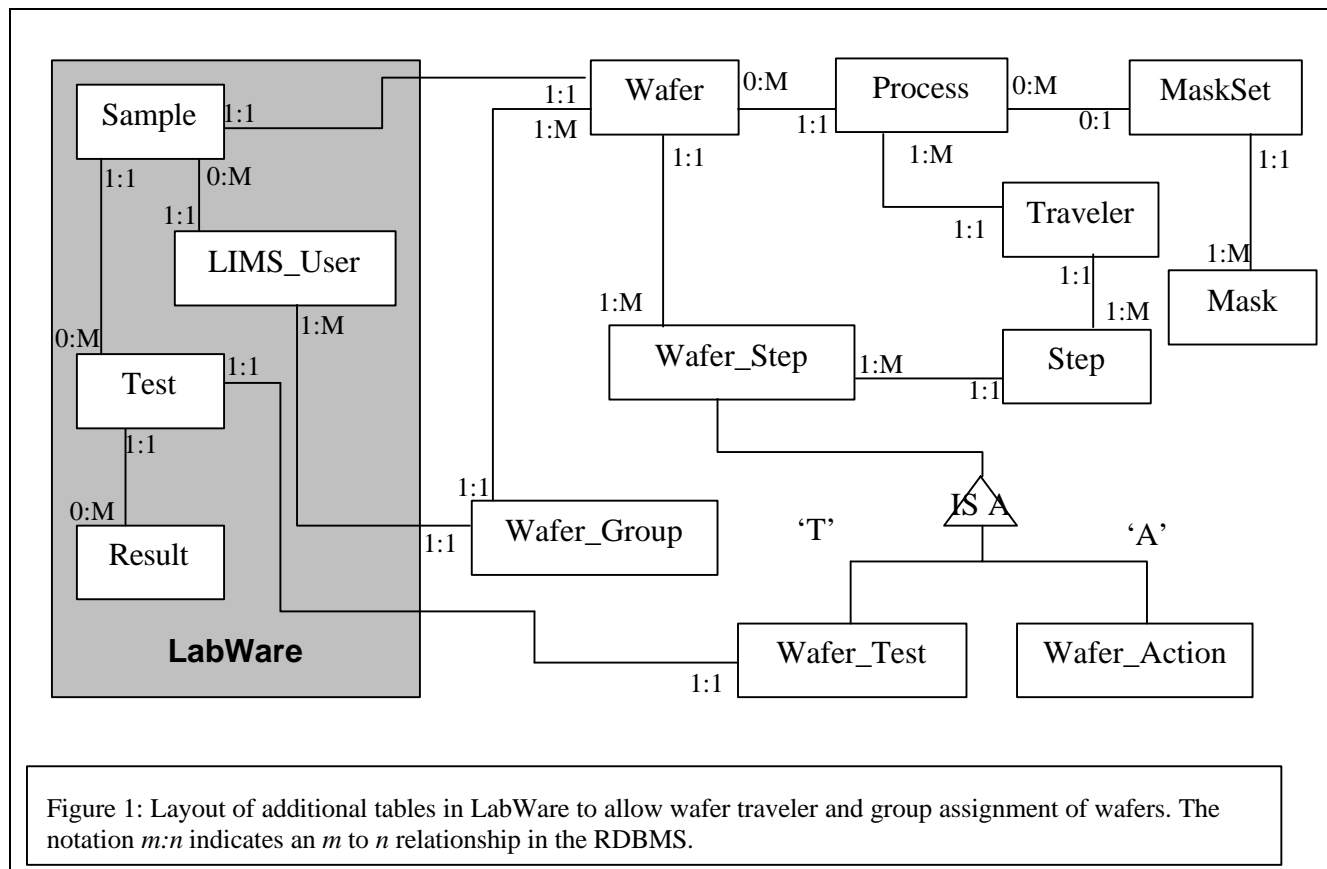 Sample
1:1
1:1
0:M
LIMS_User
1:1
1:M
0:M
Test
1:1
1:1
0:M
Result
LabWare
1:1
1:M
Wafer
0:M
1:1
1:1
Process
0:M
0:1
MaskSet
1:1
1:M
1:1
Traveler
1:1
1:M
Mask
1:M
Wafer_Step
1:M
1:1
1:M
Step
1:1
1:1
Wafer_Group
IS A
‘T’
‘A’
Wafer_Test
1:1
Wafer_Action
Figure 1: Layout of additional tables in LabWare to allow wafer traveler and group assignment of wafers. The
notation m:n indicates an m to n relationship in the RDBMS.